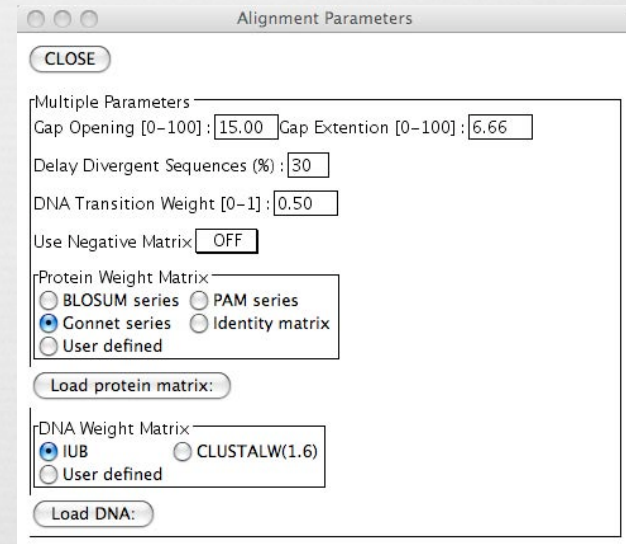 Alignment Parameters
CLOSE
Multiple Parameters
Gap Opening [0-100] : 15.00 Gap Extention [0-100] : 6.66
Delay Divergent Sequences (%) : 30
DNA Transition Weight [0-1] : 0.50
Use Negative Matrix OFF
Protein Weight Matrix
BLOSUM series PAM series
Gonnet series Identity matrix
User defined
Load protein matrix:
DNA Weight Matrix
IUB CLUSTALW(1.6)
User defined
Load DNA: